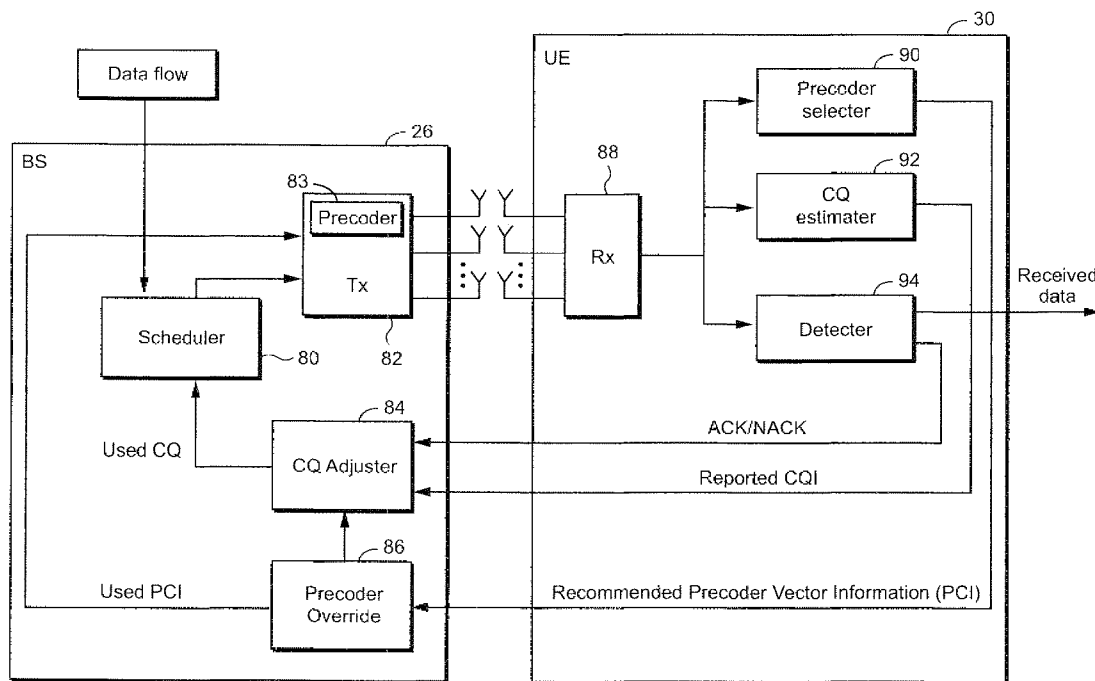 30
UE
90
Data flow
Precoder
selecter
BS
26
83
Precoder
88
92
CQ
estimater
Tx
Rx
Received
data
94
Scheduler
Detecter
80
82
84
ACK/NACK
Used CQ
CQ Adjuster
Reported CQI
86
Used PCI
Precoder
Override
Recommended Precoder Vector Information (PCI)